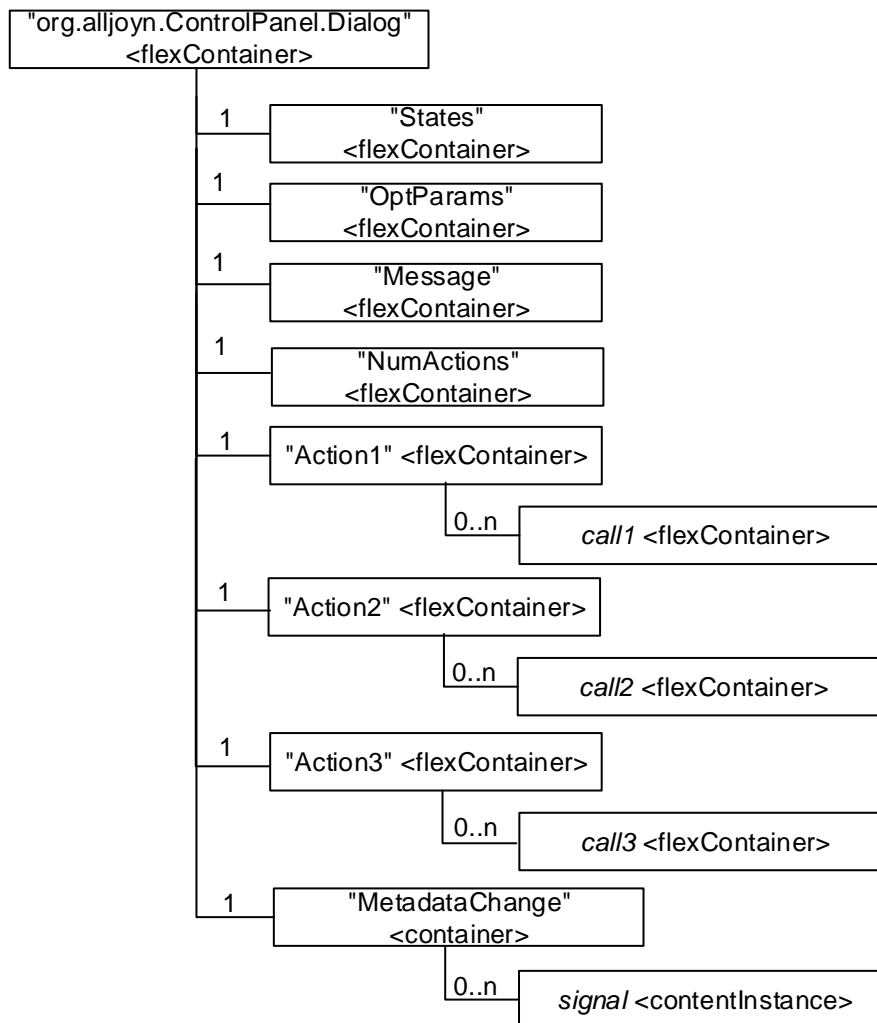 "org.alljoyn.ControlPanel.Dialog"
<flexContainer>
1
"States"
<flexContainer>
1
"OptParams"
<flexContainer>
1
"Message"
<flexContainer>
1
"NumActions"
<flexContainer>
1
"Action1" <flexContainer>
0..n
call1 <flexContainer>
1
"Action2" <flexContainer>
0..n
call2 <flexContainer>
1
"Action3" <flexContainer>
0..n
call3 <flexContainer>
1
"MetadataChange"
<container>
0..n
signal <contentInstance>